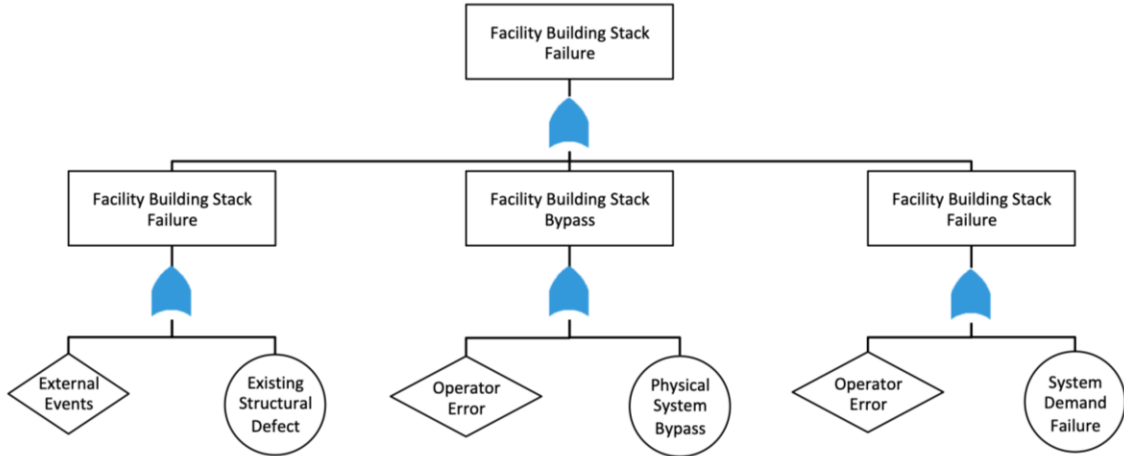 Facility Building Stack
Failure
Facility Building Stack
Failure
Facility Building Stack
Bypass
Facility Building Stack
Failure
External
Events
Existing
Structural
Defect
Operator
Error
Physical
System
Bypass
Operator
Error
System
Demand
Failure